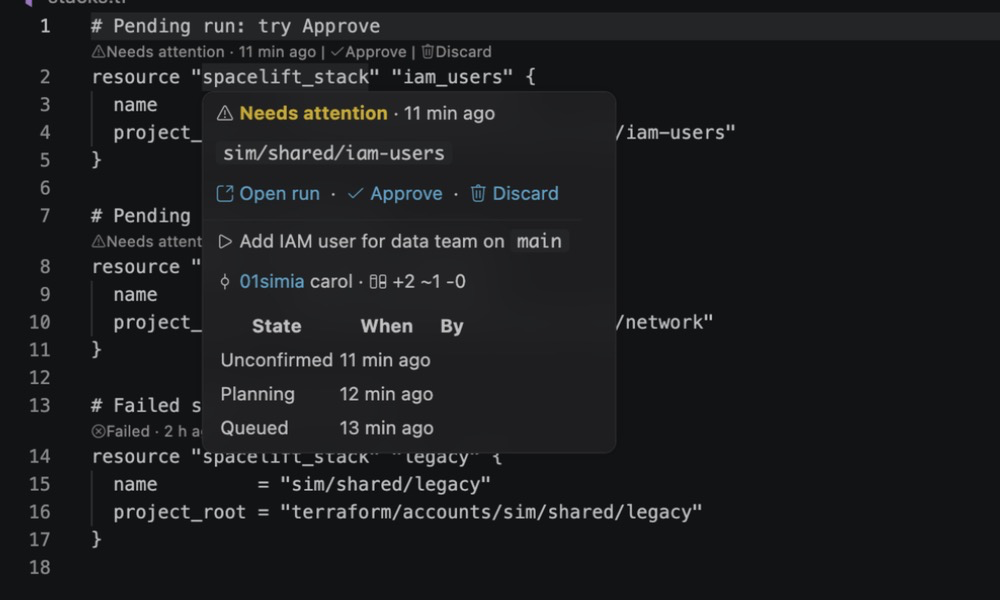 stacks.tf
1 # Pending run: try Approve
Needs attention · 11 min ago | ✓Approve | Discard
2 resource "spacelift_stack" "iam_users" {
3 name
4 project_ /iam-users"
5 }
6
7 # Pending
Needs attent
8 resource "
9 name
10 project_ /network"
11 }
12
13 # Failed s
Failed · 2 h a
14 resource "spacelift_stack" "legacy" {
15 name = "sim/shared/legacy"
16 project_root = "terraform/accounts/sim/shared/legacy"
17 }
18
Needs attention · 11 min ago
sim/shared/iam-users
Open run · ✓ Approve · Discard
Add IAM user for data team on main
01simia carol · +2 ~1 -0
State When By
Unconfirmed 11 min ago
Planning 12 min ago
Queued 13 min ago